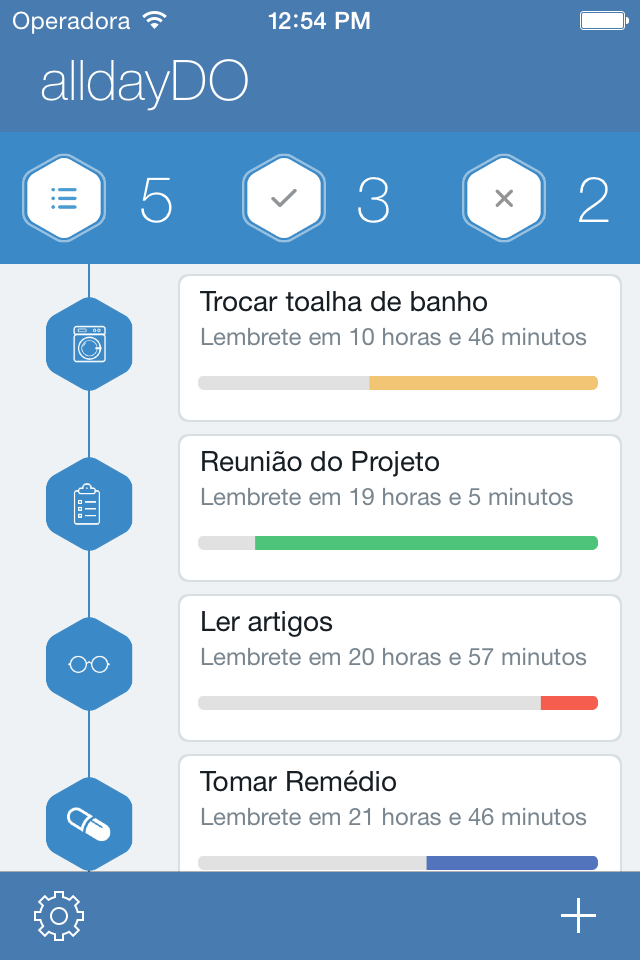 Operadora 12:54 PM
alldayDO
5 3 2
Trocar toalha de banho
Lembrete em 10 horas e 46 minutos
Reunião do Projeto
Lembrete em 19 horas e 5 minutos
Ler artigos
Lembrete em 20 horas e 57 minutos
Tomar Remédio
Lembrete em 21 horas e 46 minutos